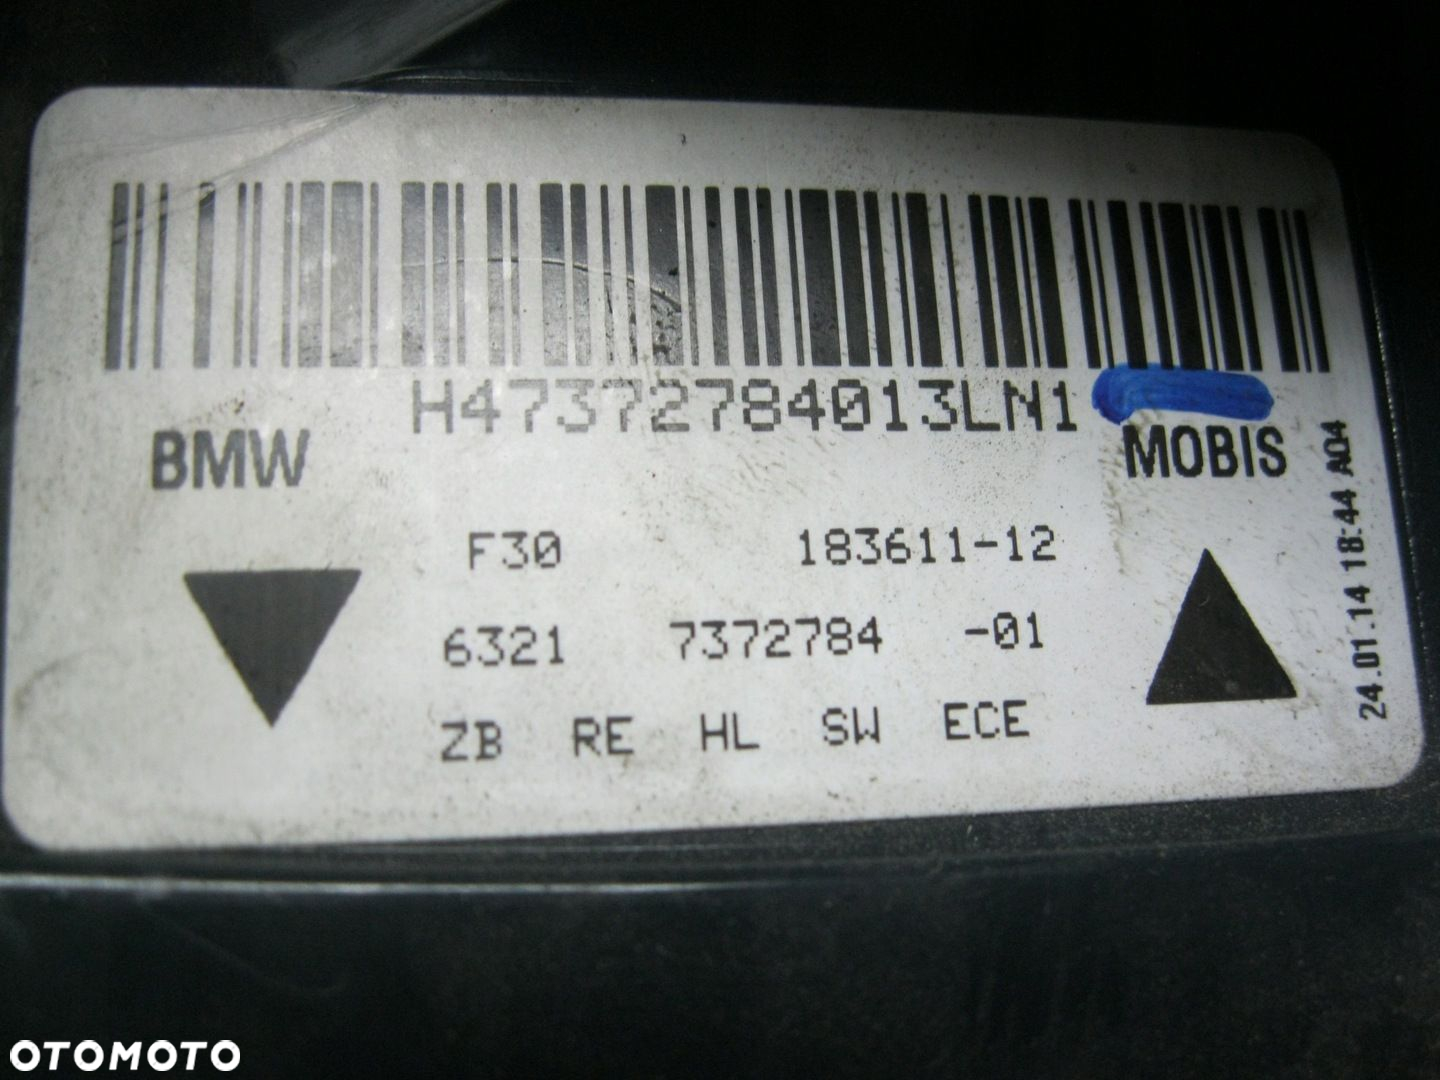 H47372784013LN1
BMW
MOBIS
F30 183611-12
6321 7372784 -01
ZB RE HL SW ECE
24.01.14 18:44 A04
OTOMOTO